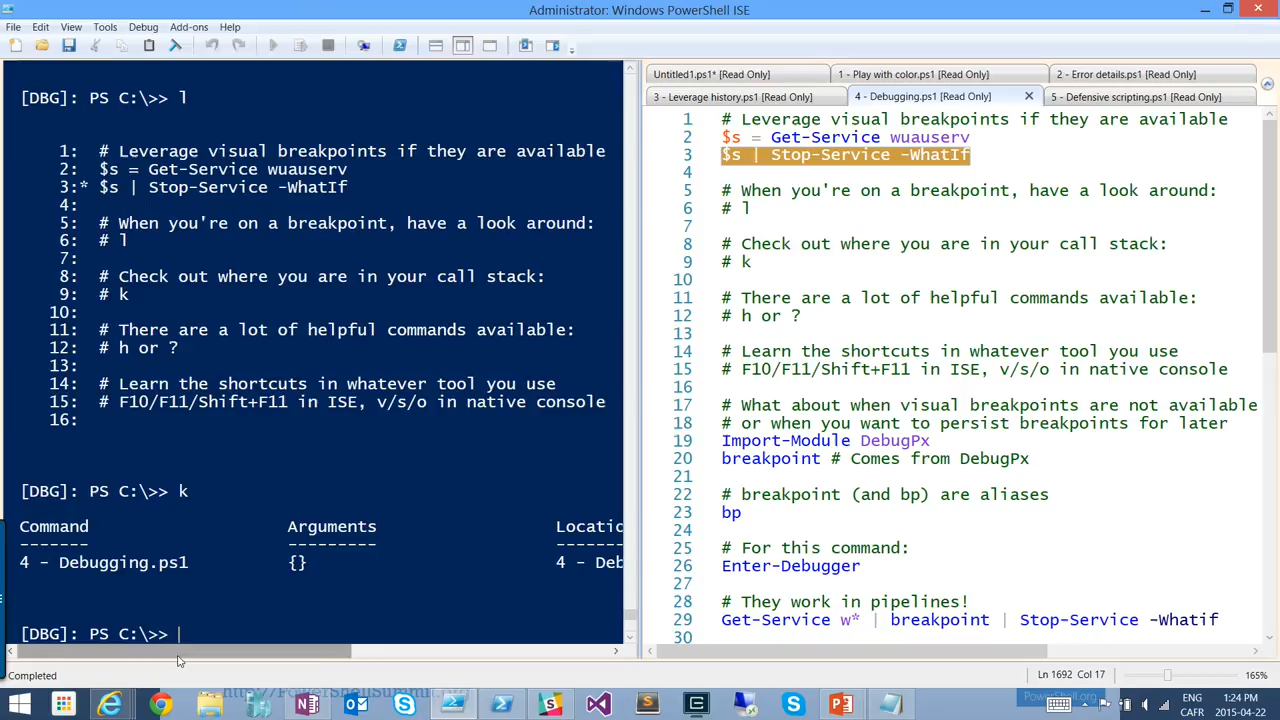 Administrator: Windows PowerShell ISE
File Edit View Tools Debug Add-ons Help
[DBG]: PS C:\>> l
1: # Leverage visual breakpoints if they are available
2: $s = Get-Service wuauserv
3:* $s | Stop-Service -WhatIf
4:
5: # When you're on a breakpoint, have a look around:
6: # l
7:
8: # Check out where you are in your call stack:
9: # k
10:
11: # There are a lot of helpful commands available:
12: # h or ?
13:
14: # Learn the shortcuts in whatever tool you use
15: # F10/F11/Shift+F11 in ISE, v/s/o in native console
16:
[DBG]: PS C:\>> k
Command Arguments Locatio
------- --------- -------
4 - Debugging.ps1 {} 4 - Deb
[DBG]: PS C:\>>
Untitled1.ps1* [Read Only] 1 - Play with color.ps1 [Read Only] 2 - Error details.ps1 [Read Only]
3 - Leverage history.ps1 [Read Only] 4 - Debugging.ps1 [Read Only] 5 - Defensive scripting.ps1 [Read Only]
1 # Leverage visual breakpoints if they are available
2 $s = Get-Service wuauserv
3 $s | Stop-Service -WhatIf
4
5 # When you're on a breakpoint, have a look around:
6 # l
7
8 # Check out where you are in your call stack:
9 # k
10
11 # There are a lot of helpful commands available:
12 # h or ?
13
14 # Learn the shortcuts in whatever tool you use
15 # F10/F11/Shift+F11 in ISE, v/s/o in native console
16
17 # What about when visual breakpoints are not available
18 # or when you want to persist breakpoints for later
19 Import-Module DebugPx
20 breakpoint # Comes from DebugPx
21
22 # breakpoint (and bp) are aliases
23 bp
24
25 # For this command:
26 Enter-Debugger
27
28 # They work in pipelines!
29 Get-Service w* | breakpoint | Stop-Service -Whatif
30
Completed
Ln 1692 Col 17 165%
http://PowerShellSummi
PowerShell.org
ENG 1:24 PM
CAFR 2015-04-22